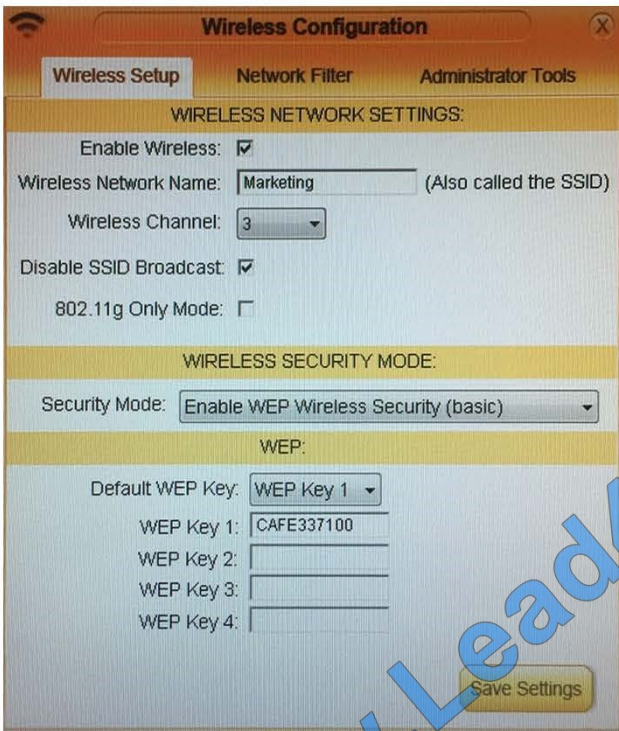 Wireless Configuration X
Wireless Setup Network Filter Administrator Tools
WIRELESS NETWORK SETTINGS:
Enable Wireless:
Wireless Network Name: Marketing (Also called the SSID)
Wireless Channel: 3
Disable SSID Broadcast:
802.11g Only Mode:
WIRELESS SECURITY MODE:
Security Mode: Enable WEP Wireless Security (basic)
WEP:
Default WEP Key: WEP Key 1
WEP Key 1: CAFE337100
WEP Key 2:
WEP Key 3:
WEP Key 4:
Save Settings